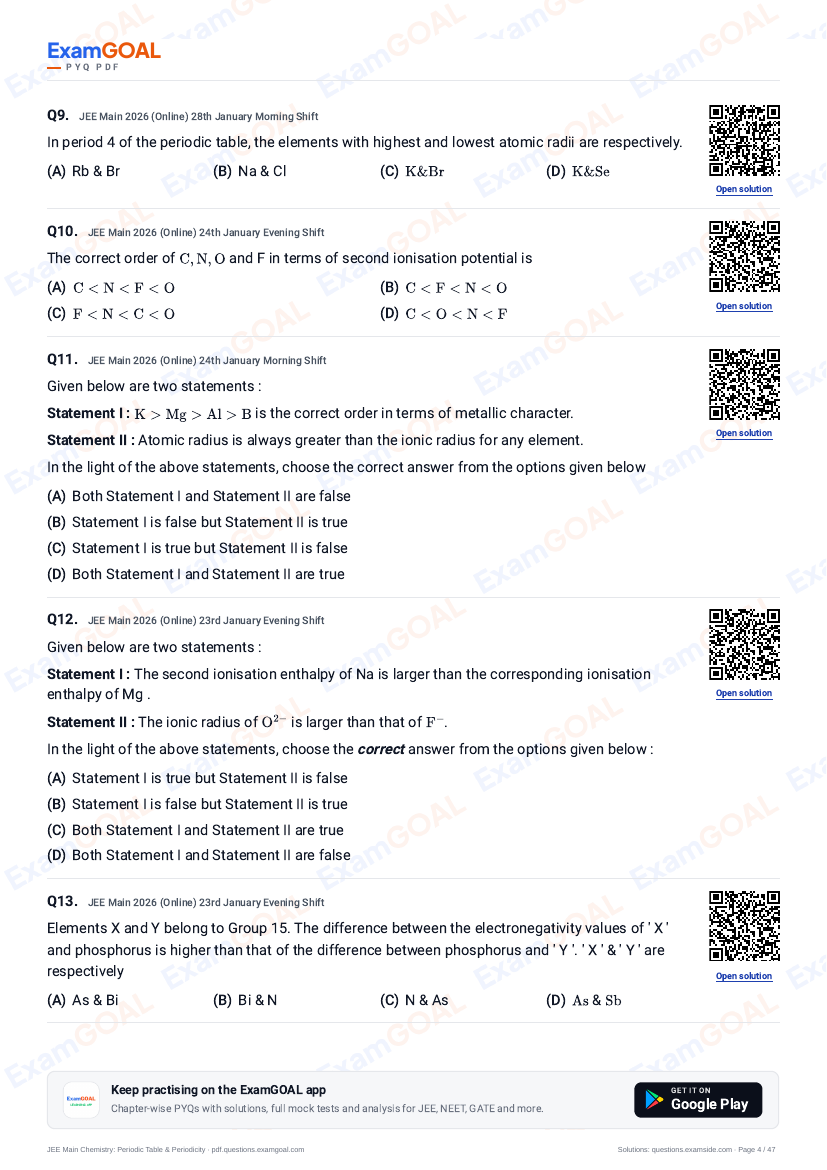 ExamGOAL
PYQ PDF
Q9. JEE Main 2026 (Online) 28th January Morning Shift
In period 4 of the periodic table, the elements with highest and lowest atomic radii are respectively.
(A) Rb & Br (B) Na & Cl (C) K&Br (D) K&Se
Open solution
Q10. JEE Main 2026 (Online) 24th January Evening Shift
The correct order of C, N, O and F in terms of second ionisation potential is
(A) C < N < F < O (B) C < F < N < O
(C) F < N < C < O (D) C < O < N < F
Open solution
Q11. JEE Main 2026 (Online) 24th January Morning Shift
Given below are two statements :
Statement I : K > Mg > Al > B is the correct order in terms of metallic character.
Statement II : Atomic radius is always greater than the ionic radius for any element.
In the light of the above statements, choose the correct answer from the options given below
(A) Both Statement I and Statement II are false
(B) Statement I is false but Statement II is true
(C) Statement I is true but Statement II is false
(D) Both Statement I and Statement II are true
Open solution
Q12. JEE Main 2026 (Online) 23rd January Evening Shift
Given below are two statements :
Statement I : The second ionisation enthalpy of Na is larger than the corresponding ionisation
enthalpy of Mg .
Statement II : The ionic radius of O²⁻ is larger than that of F⁻.
In the light of the above statements, choose the correct answer from the options given below :
(A) Statement I is true but Statement II is false
(B) Statement I is false but Statement II is true
(C) Both Statement I and Statement II are true
(D) Both Statement I and Statement II are false
Open solution
Q13. JEE Main 2026 (Online) 23rd January Evening Shift
Elements X and Y belong to Group 15. The difference between the electronegativity values of ' X '
and phosphorus is higher than that of the difference between phosphorus and ' Y '. ' X ' & ' Y ' are
respectively
(A) As & Bi (B) Bi & N (C) N & As (D) As & Sb
Open solution
Keep practising on the ExamGOAL app
Chapter-wise PYQs with solutions, full mock tests and analysis for JEE, NEET, GATE and more.
GET IT ON
Google Play
JEE Main Chemistry: Periodic Table & Periodicity · pdf.questions.examgoal.com
Solutions: questions.examside.com · Page 4 / 47